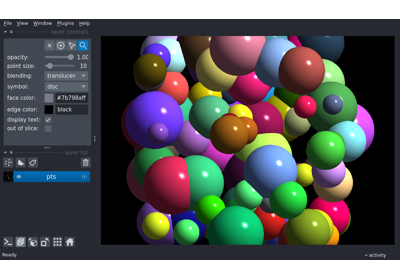 File View Window Plugins Help
layer controls
opacity: 1.00
point size: 10
blending: translucen
symbol: disc
face color: #7b798aff
edge color: black
display text:
out of slice:
layer list
pts
Ready
activity